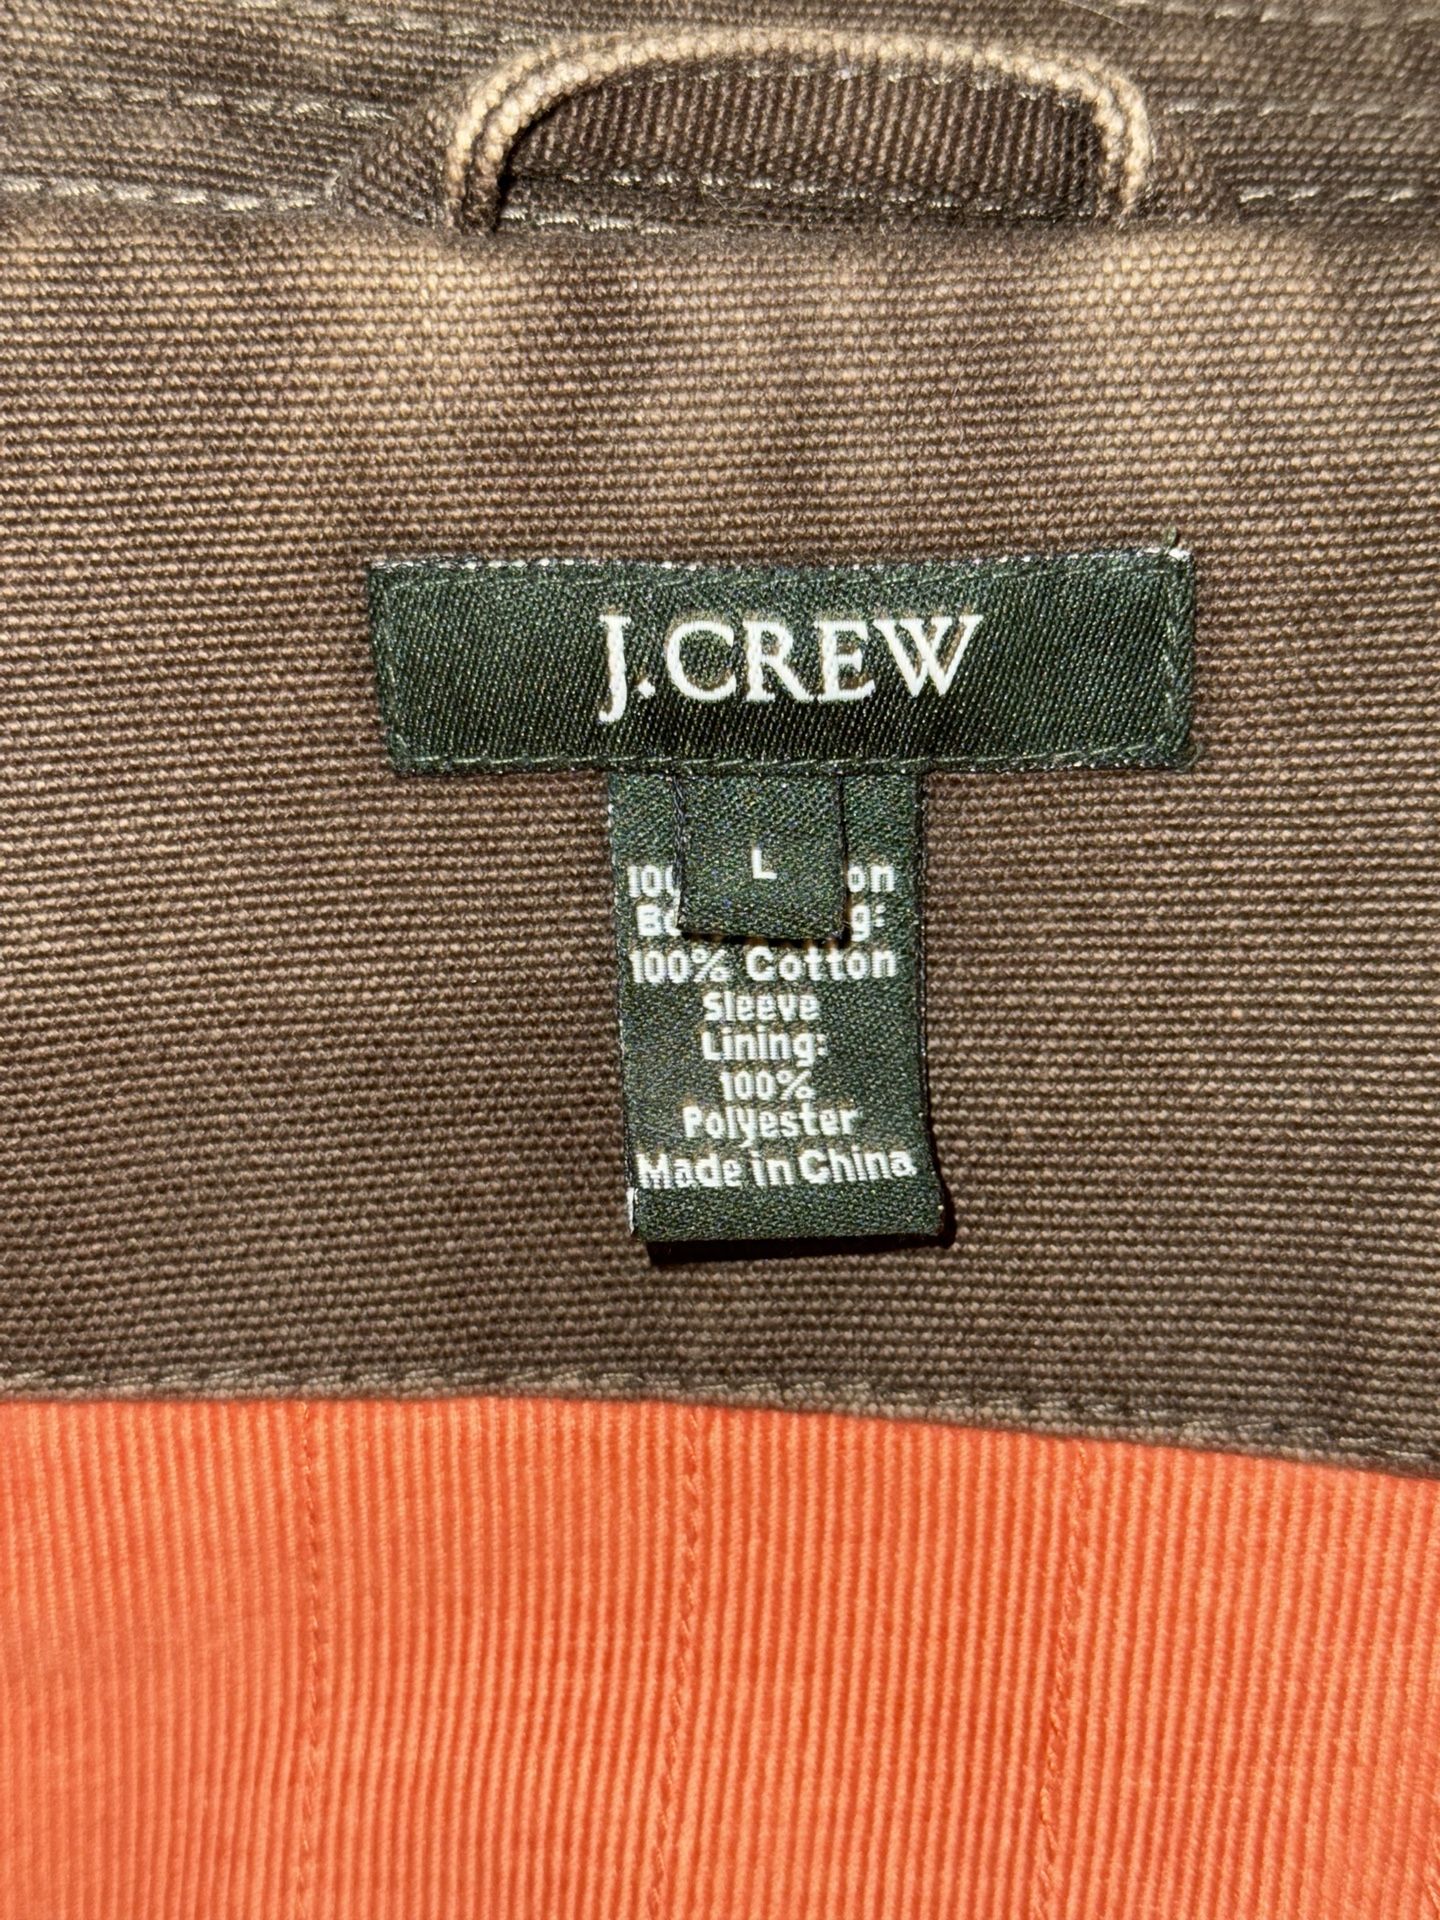 J.CREW
L
100% Cotton
Sleeve
Lining:
100%
Polyester
Made in China